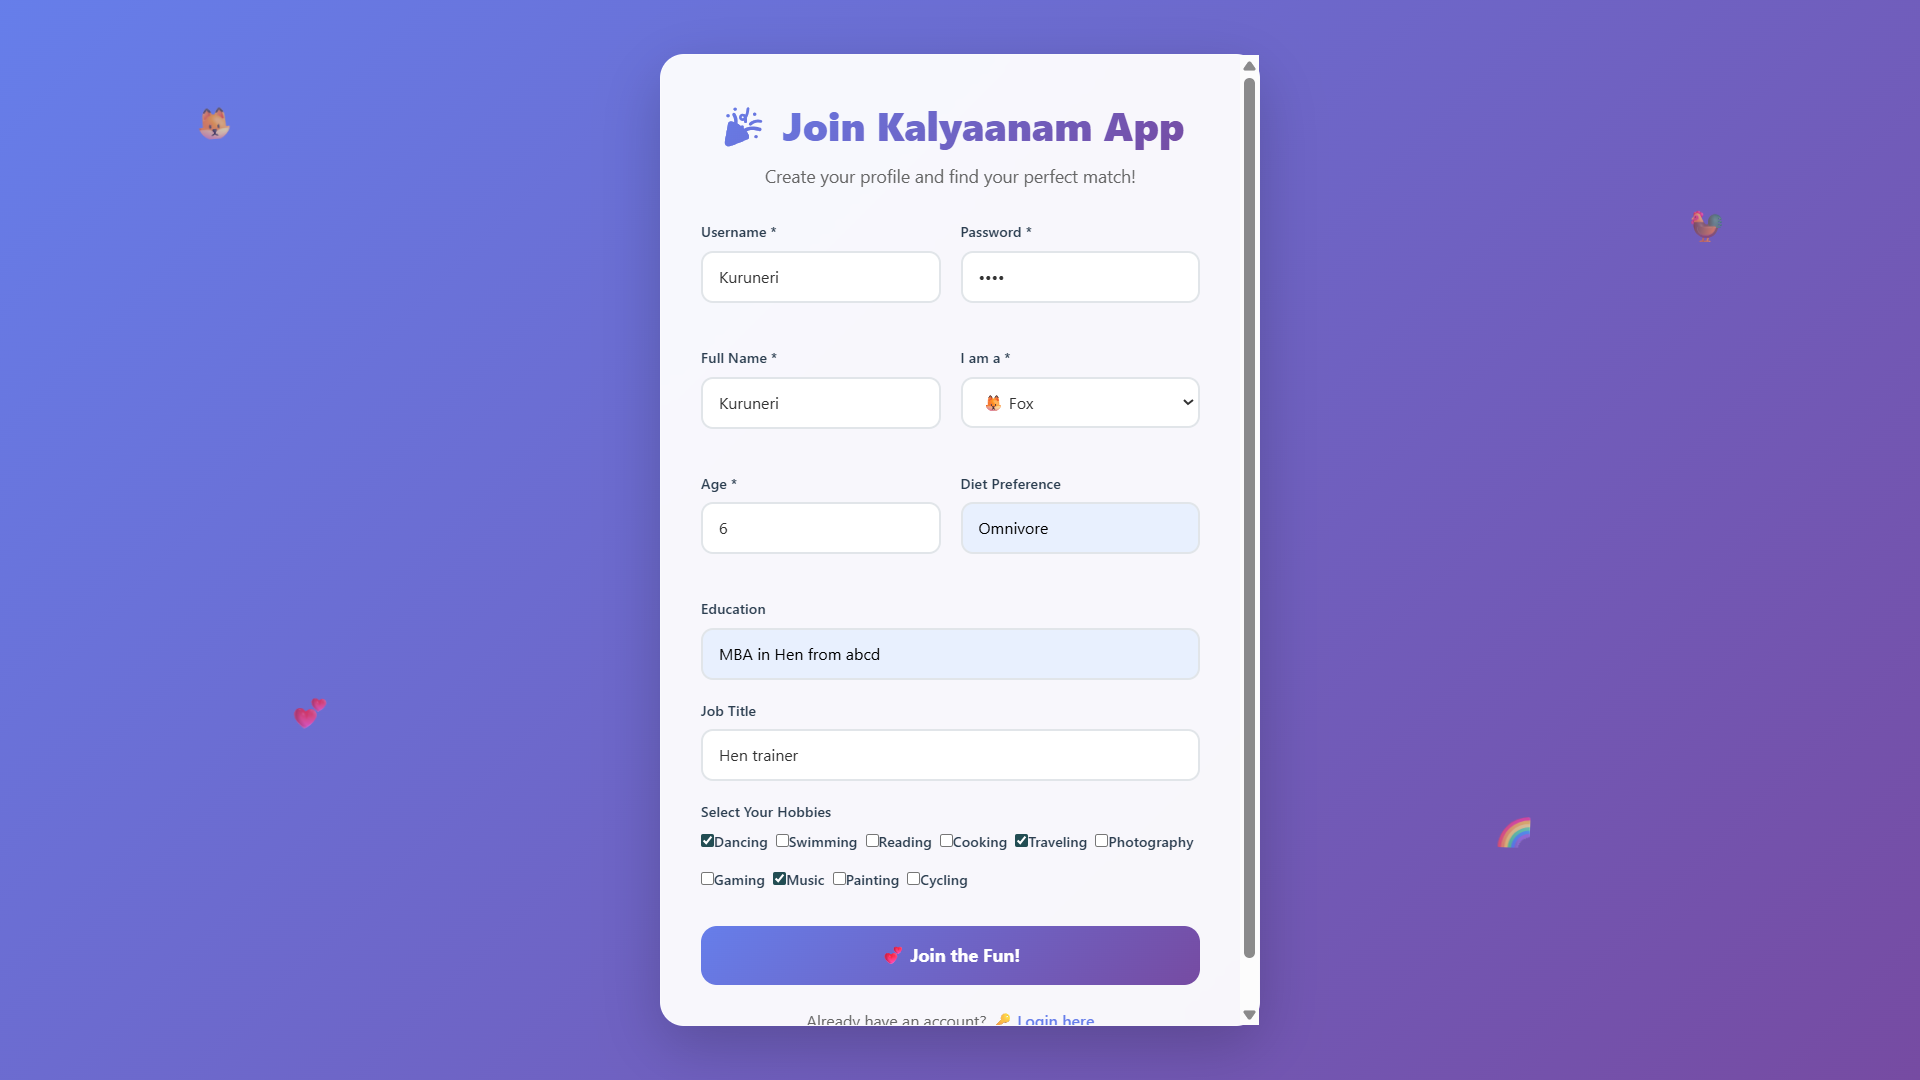 Join Kalyaanam App
Create your profile and find your perfect match!
Username * Password *
Kuruneri ••••
Full Name * I am a *
Kuruneri Fox
Age * Diet Preference
6 Omnivore
Education
MBA in Hen from abcd
Job Title
Hen trainer
Select Your Hobbies
Dancing Swimming Reading Cooking Traveling Photography
Gaming Music Painting Cycling
Join the Fun!
Already have an account? Login here